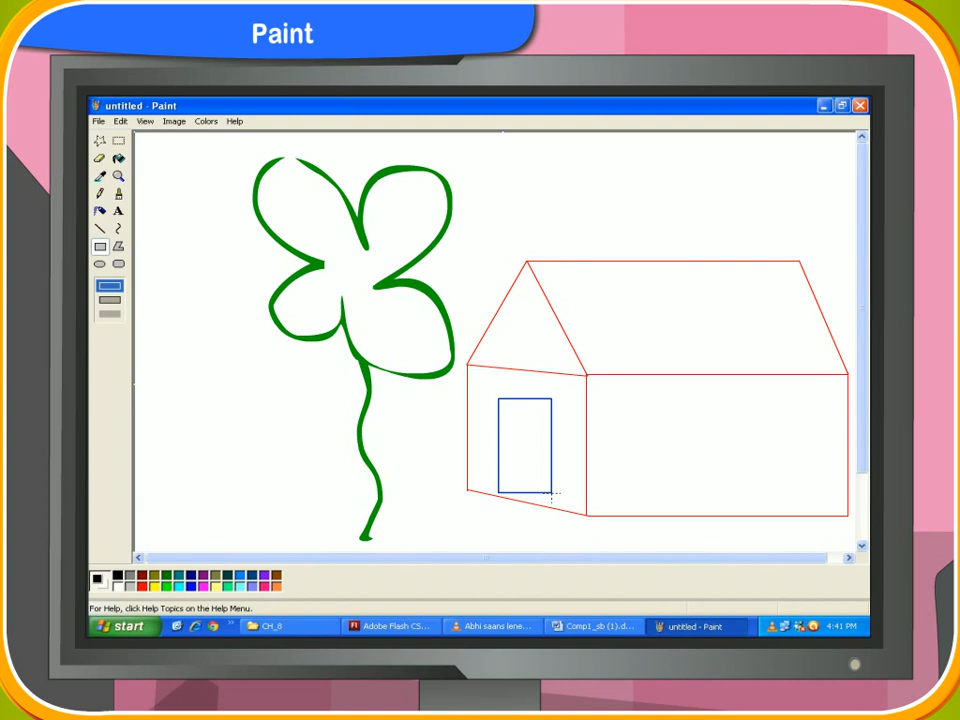 Paint
untitled - Paint
File Edit View Image Colors Help
A
For Help, click Help Topics on the Help Menu.
start
CH_8
Adobe Flash CS...
Abhi saans lene...
Comp1_sb (1).d...
untitled - Paint
4:41 PM